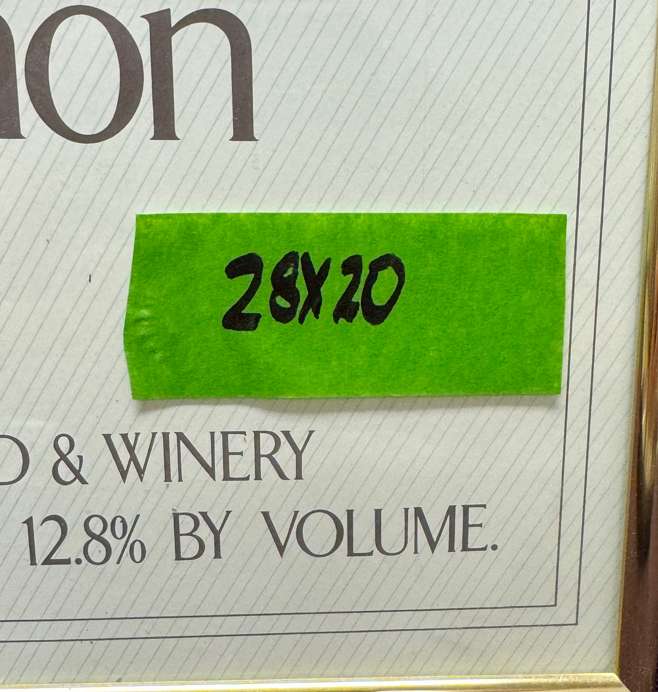 non
28X20
D & WINERY
12.8% BY VOLUME.